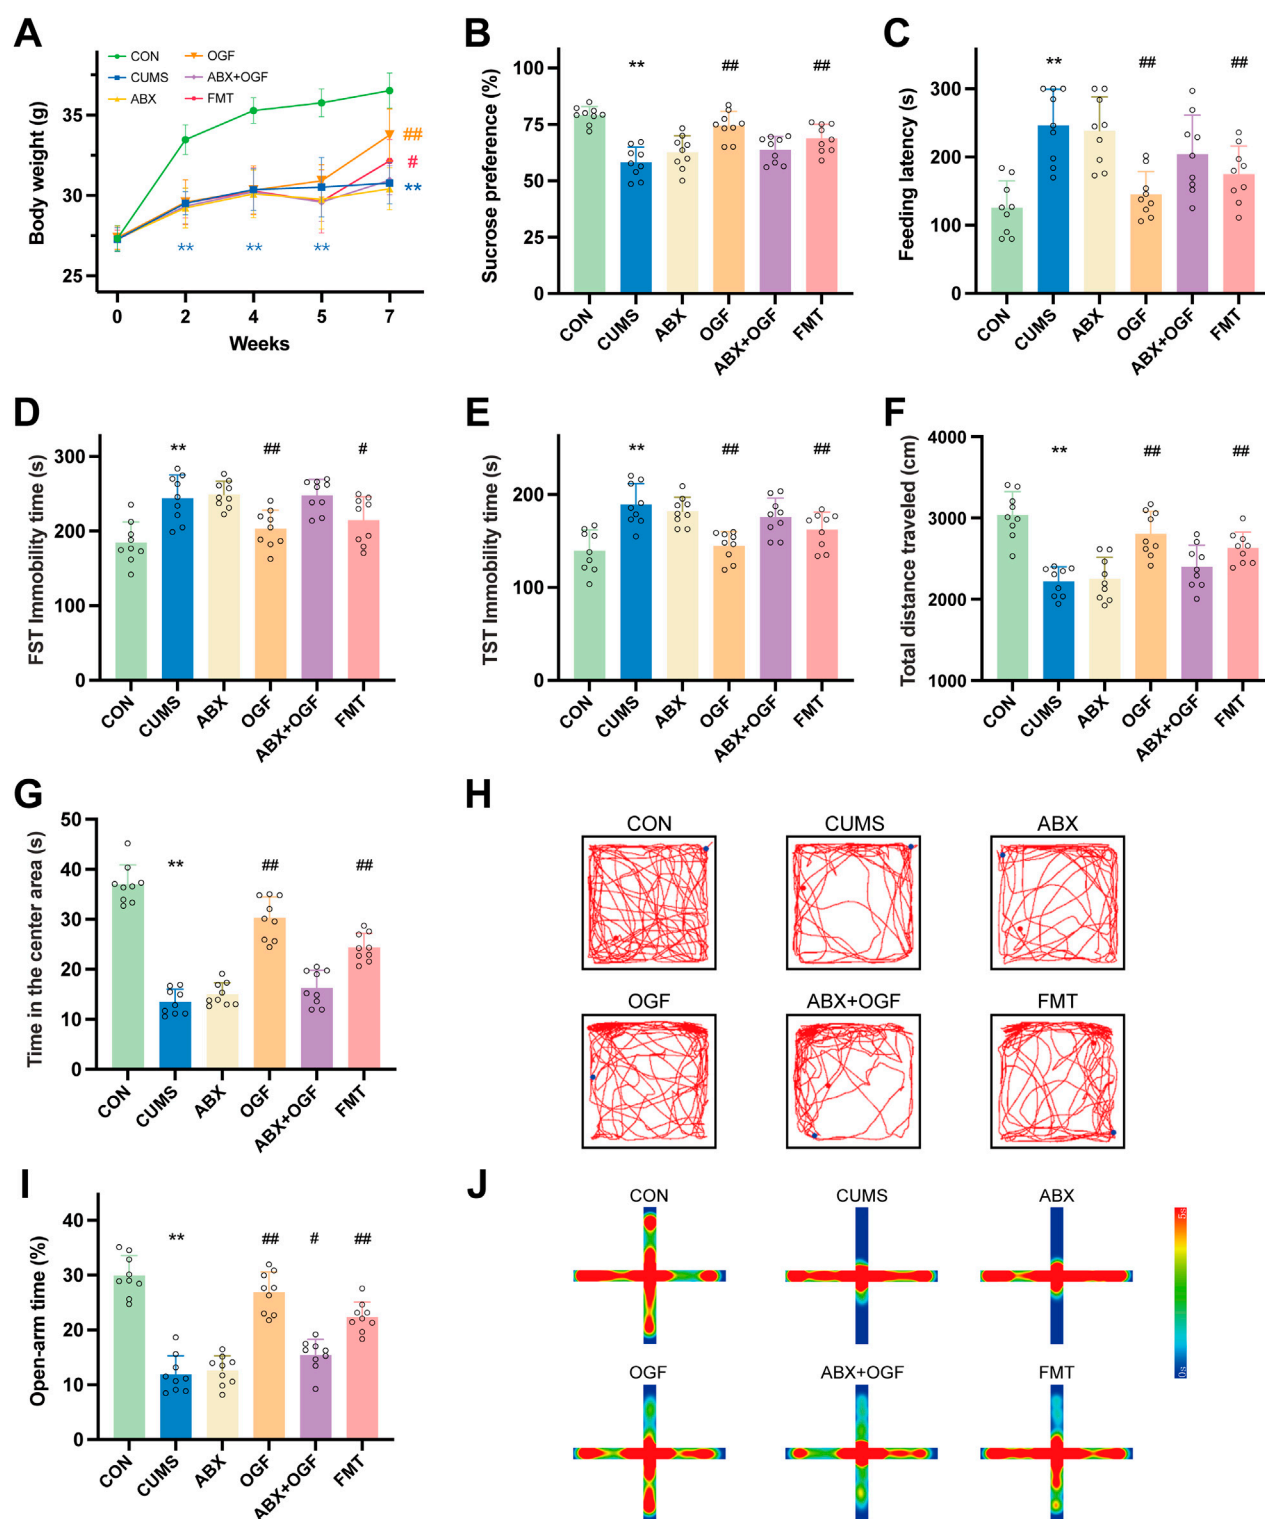 A
CON
CUMS
ABX
OGF
ABX+OGF
FMT
Body weight (g)
35
30
25
##
#
**
** ** **
0 2 4 5 7
Weeks
B
Sucrose preference (%)
100
75
50
25
0
** ## ##
CON CUMS ABX OGF ABX+OGF FMT
C
Feeding latency (s)
300
200
100
0
** ## ##
CON CUMS ABX OGF ABX+OGF FMT
D
FST Immobility time (s)
300
200
100
0
** ## #
CON CUMS ABX OGF ABX+OGF FMT
E
TST Immobility time (s)
200
100
0
** ## ##
CON CUMS ABX OGF ABX+OGF FMT
F
Total distance traveled (cm)
4000
3000
2000
1000
** ## ##
CON CUMS ABX OGF ABX+OGF FMT
G
Time in the center area (s)
50
40
30
20
10
0
** ## ##
CON CUMS ABX OGF ABX+OGF FMT
H
CON CUMS ABX
OGF ABX+OGF FMT
I
Open-arm time (%)
40
30
20
10
0
** ## # ##
CON CUMS ABX OGF ABX+OGF FMT
J
CON CUMS ABX
OGF ABX+OGF FMT
5s
0s